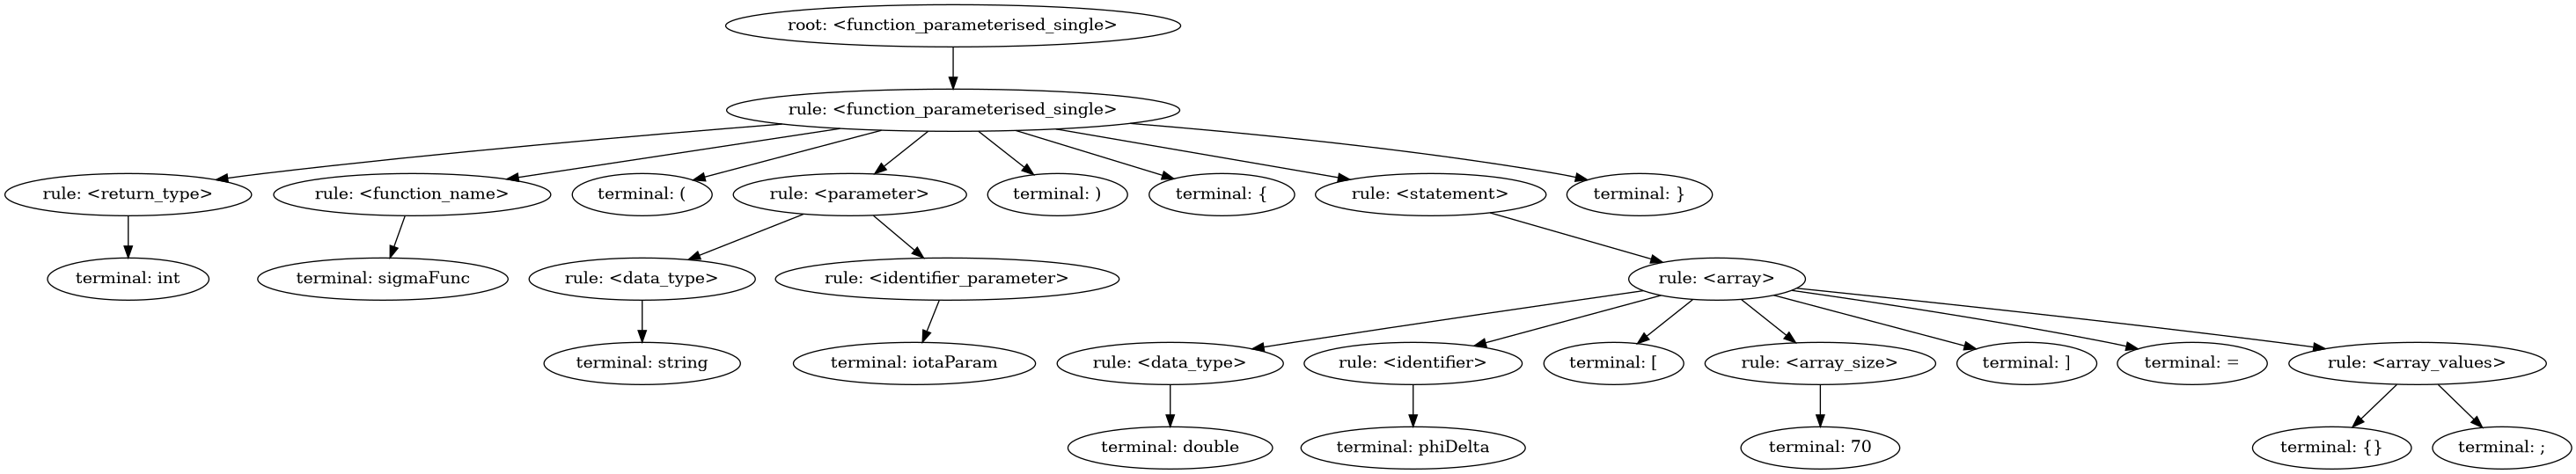 root: <function_parameterised_single>
rule: <function_parameterised_single>
rule: <return_type>
rule: <function_name>
terminal: (
rule: <parameter>
terminal: )
terminal: {
rule: <statement>
terminal: }
terminal: int
terminal: sigmaFunc
rule: <data_type>
rule: <identifier_parameter>
rule: <array>
terminal: string
terminal: iotaParam
rule: <data_type>
rule: <identifier>
terminal: [
rule: <array_size>
terminal: ]
terminal: =
rule: <array_values>
terminal: double
terminal: phiDelta
terminal: 70
terminal: {}
terminal: ;